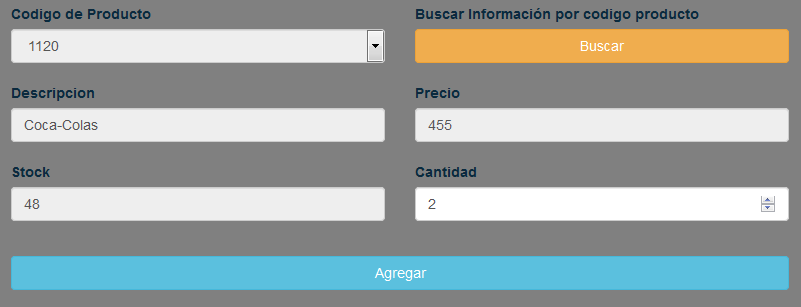 Codigo de Producto
Buscar Información por codigo producto
1120
Buscar
Descripcion
Precio
Coca-Colas
455
Stock
Cantidad
48
2
Agregar